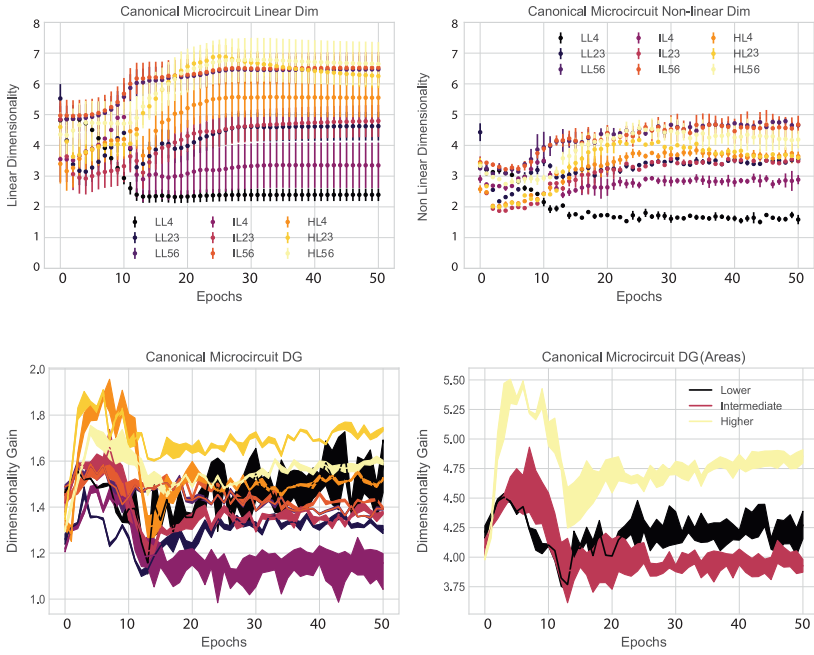 Canonical Microcircuit Linear Dim
Linear Dimensionality
8
7
6
5
4
3
2
1
0
LL4 IL4 HL4
LL23 IL23 HL23
LL56 IL56 HL56
0 10 20 30 40 50
Epochs
Canonical Microcircuit Non-linear Dim
Non Linear Dimensionality
8
7
6
5
4
3
2
1
0
LL4 IL4 HL4
LL23 IL23 HL23
LL56 IL56 HL56
0 10 20 30 40 50
Epochs
Canonical Microcircuit DG
Dimensionality Gain
2.0
1.8
1.6
1.4
1.2
1.0
0 10 20 30 40 50
Epochs
Canonical Microcircuit DG (Areas)
Dimensionality Gain
5.50
5.25
5.00
4.75
4.50
4.25
4.00
3.75
Lower
Intermediate
Higher
0 10 20 30 40 50
Epochs